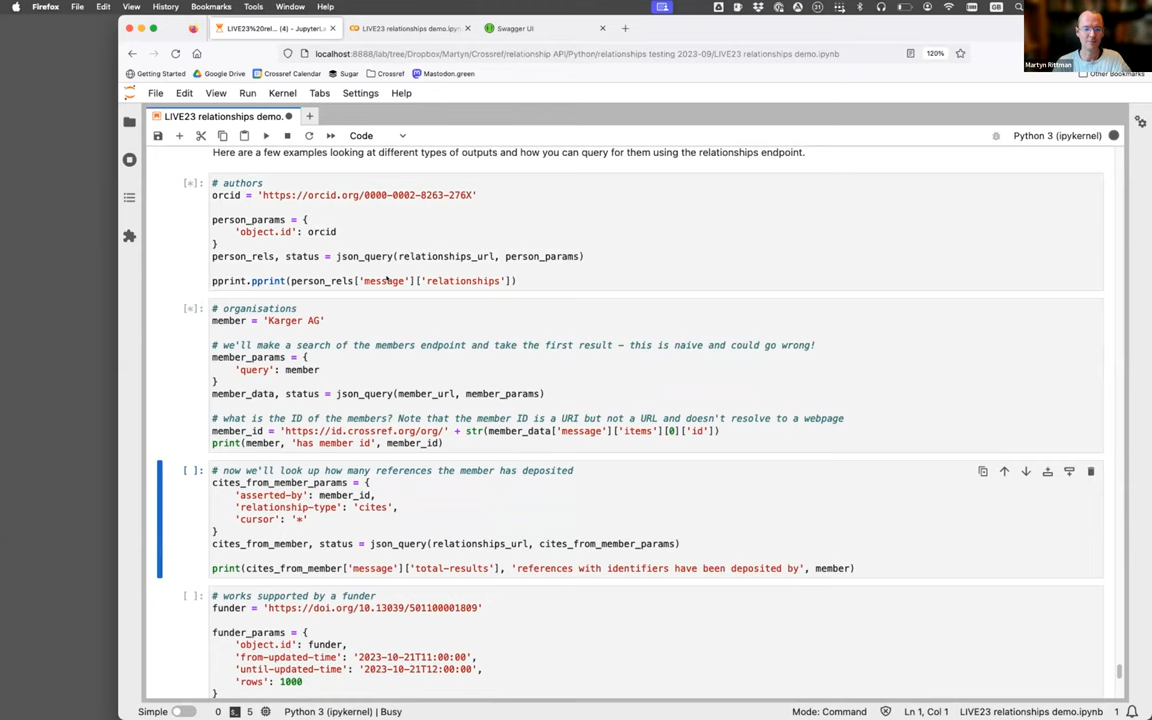 Firefox File Edit View History Bookmarks Tools Window Help
LIVE23%20rel... (4) - JupyterLa
LIVE23 relationships demo.ipyn
Swagger UI
localhost:8888/lab/tree/Dropbox/Martyn/Crossref/relationship API/Python/relationships testing 2023-09/LIVE23 relationships demo.ipynb
120%
Martyn Rittman
Getting Started Google Drive Crossref Calendar Sugar Crossref Mastodon.green
Other Bookmarks
File Edit View Run Kernel Tabs Settings Help
LIVE23 relationships demo.
Code
Python 3 (ipykernel)
Here are a few examples looking at different types of outputs and how you can query for them using the relationships endpoint.
[*]: # authors
orcid = 'https://orcid.org/0000-0002-8263-276X'
person_params = {
'object.id': orcid
}
person_rels, status = json_query(relationships_url, person_params)
pprint.pprint(person_rels['message']['relationships'])
[*]: # organisations
member = 'Karger AG'
# we'll make a search of the members endpoint and take the first result – this is naive and could go wrong!
member_params = {
'query': member
}
member_data, status = json_query(member_url, member_params)
# what is the ID of the members? Note that the member ID is a URI but not a URL and doesn't resolve to a webpage
member_id = 'https://id.crossref.org/org/' + str(member_data['message']['items'][0]['id'])
print(member, 'has member id', member_id)
[ ]: # now we'll look up how many references the member has deposited
cites_from_member_params = {
'asserted-by': member_id,
'relationship-type': 'cites',
'cursor': '*'
}
cites_from_member, status = json_query(relationships_url, cites_from_member_params)
print(cites_from_member['message']['total-results'], 'references with identifiers have been deposited by', member)
[ ]: # works supported by a funder
funder = 'https://doi.org/10.13039/501100001809'
funder_params = {
'object.id': funder,
'from-updated-time': '2023-10-21T11:00:00',
'until-updated-time': '2023-10-21T12:00:00',
'rows': 1000
}
Simple 0 5 Python 3 (ipykernel) | Busy Mode: Command Ln 1, Col 1 LIVE23 relationships demo.ipynb 1